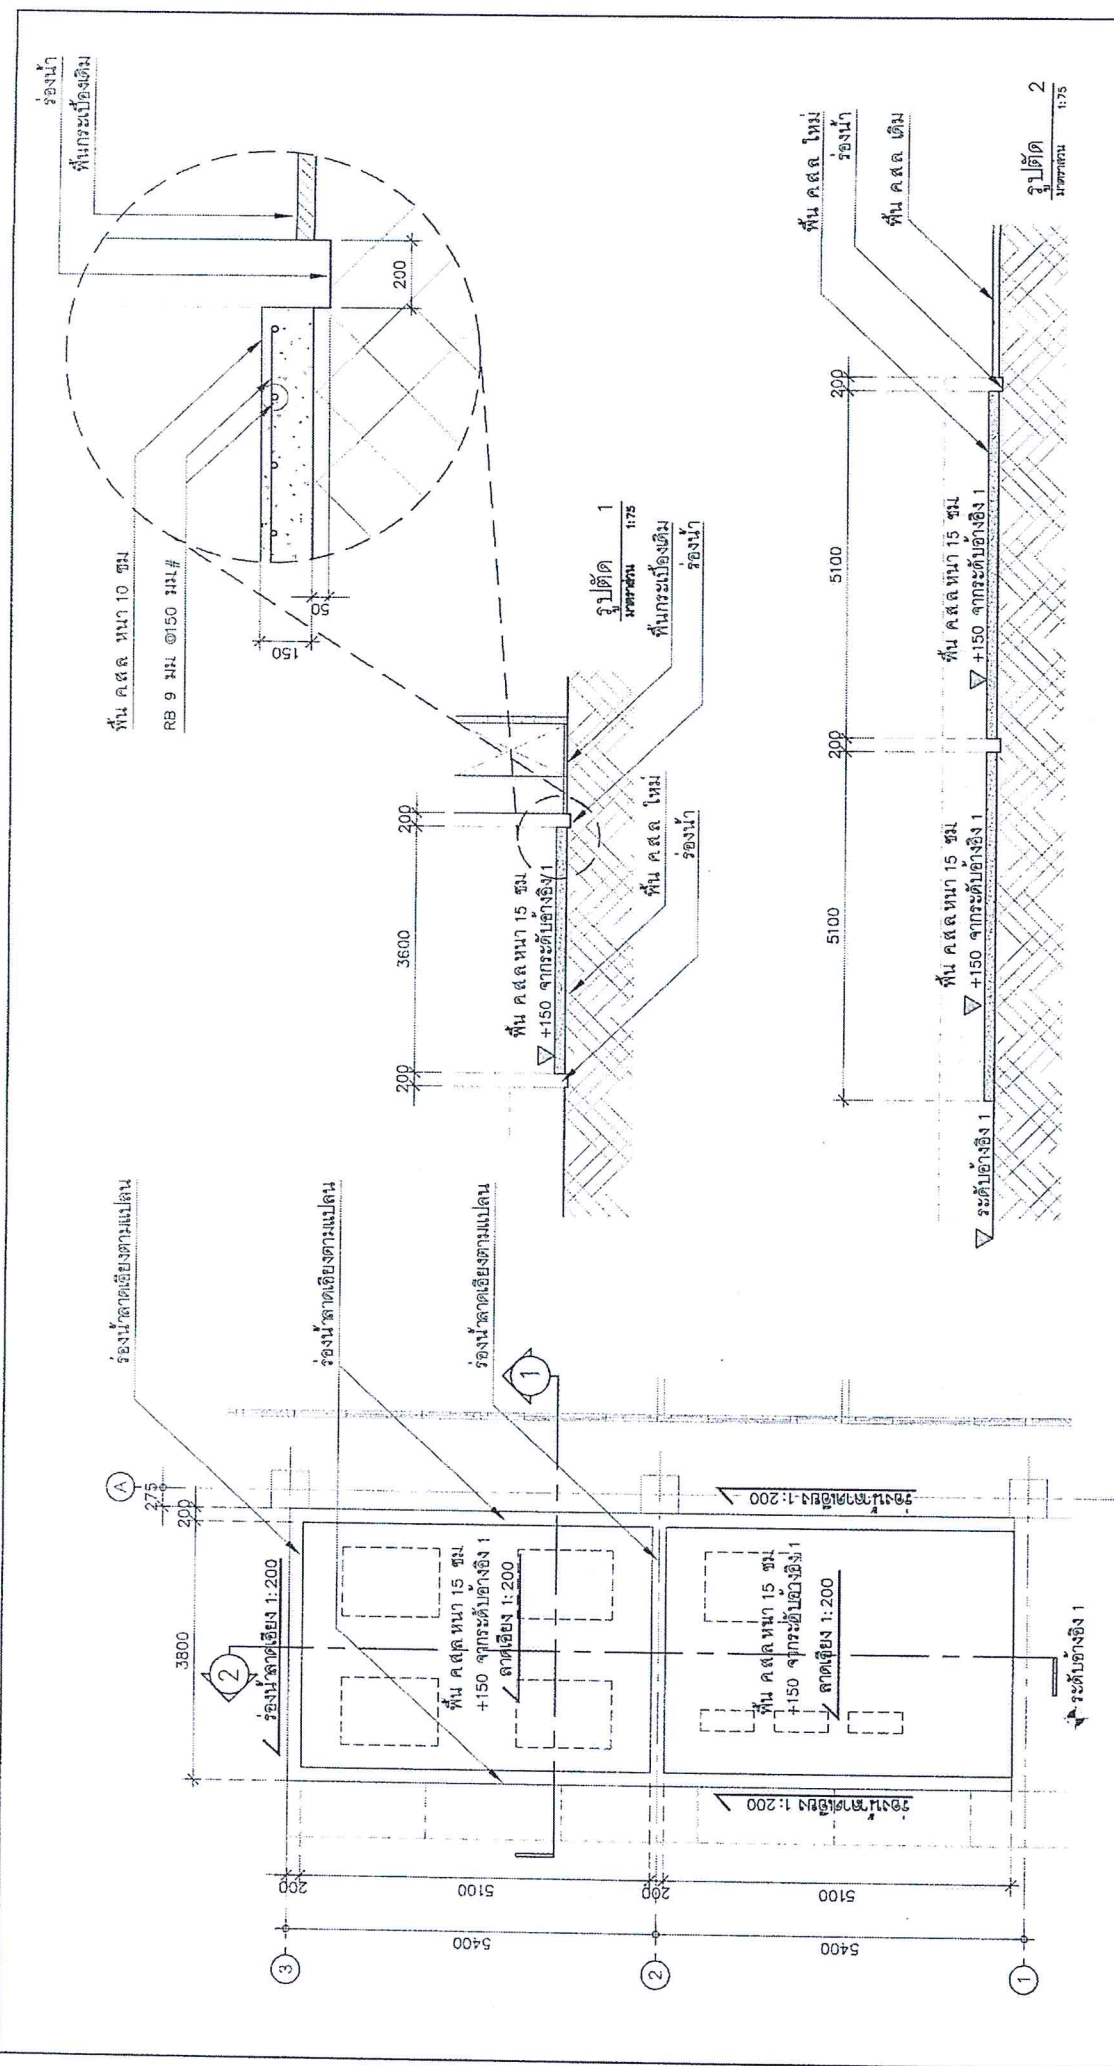 ร่องน้ำ
พื้นกระเบื้องเดิม
พื้น คสล หนา 10 ซม
RB 9 มม @150 มม#
150
50
200
รูปตัด 1
มาตราส่วน 1:75
พื้นกระเบื้องเดิม
ร่องน้ำ
200
3600
200
พื้น คสล หนา 15 ซม
+150 จากระดับอ้างอิง 1
พื้น คสล ใหม่
ร่องน้ำ
รูปตัด 2
มาตราส่วน 1:75
พื้น คสล ใหม่
ร่องน้ำ
พื้น คสล เดิม
5100
200
5100
200
พื้น คสล หนา 15 ซม
+150 จากระดับอ้างอิง 1
พื้น คสล หนา 15 ซม
+150 จากระดับอ้างอิง 1
ระดับอ้างอิง 1
ร่องน้ำลาดเอียงตามแปลน
ร่องน้ำลาดเอียงตามแปลน
ร่องน้ำลาดเอียงตามแปลน
A
275
200
3800
1
2
ร่องน้ำลาดเอียง 1:200
พื้น คสล หนา 15 ซม
+150 จากระดับอ้างอิง 1
ลาดเอียง 1:200
ร่องน้ำลาดเอียง 1:200
พื้น คสล หนา 15 ซม
+150 จากระดับอ้างอิง 1
ลาดเอียง 1:200
ร่องน้ำลาดเอียง 1:200
ระดับอ้างอิง 1
200
5100
200
5100
5400
5400
3
2
1